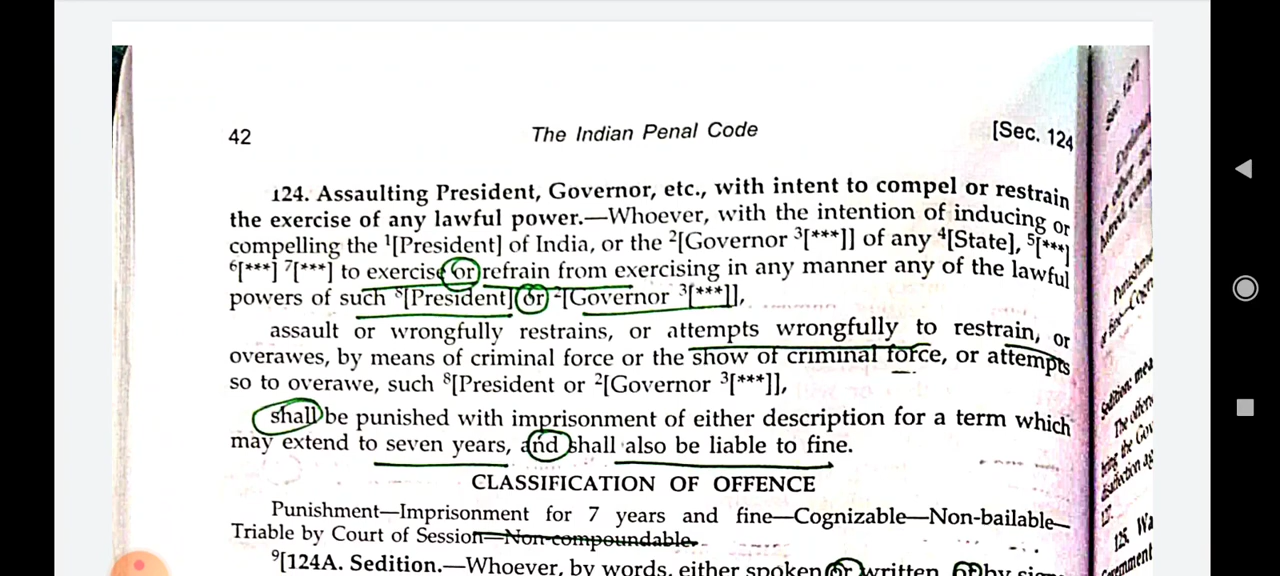 42 The Indian Penal Code [Sec. 124
124. Assaulting President, Governor, etc., with intent to compel or restrain
the exercise of any lawful power.—Whoever, with the intention of inducing or
compelling the ¹[President] of India, or the ²[Governor ³[***]] of any ⁴[State], ⁵[***]
⁶[***] ⁷[***] to exercise or refrain from exercising in any manner any of the lawful
powers of such ⁸[President] or ²[Governor ³[***]],
assault or wrongfully restrains, or attempts wrongfully to restrain, or
overawes, by means of criminal force or the show of criminal force, or attempts
so to overawe, such ⁸[President or ²[Governor ³[***]],
shall be punished with imprisonment of either description for a term which
may extend to seven years, and shall also be liable to fine.
CLASSIFICATION OF OFFENCE
Punishment—Imprisonment for 7 years and fine—Cognizable—Non-bailable—
Triable by Court of Session—Non-compoundable.
⁹[124A. Sedition.—Whoever, by words, either spoken or written, or by